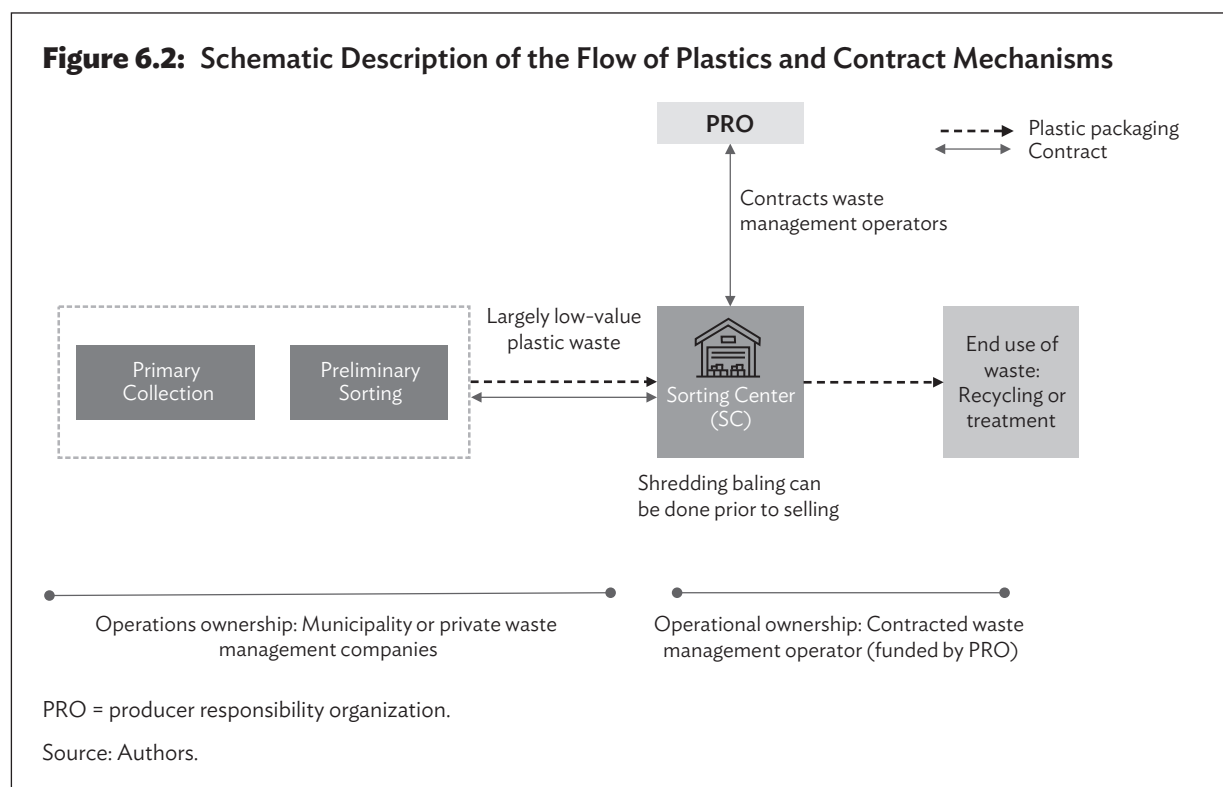 Figure 6.2: Schematic Description of the Flow of Plastics and Contract Mechanisms
PRO
Plastic packaging
Contract
Contracts waste
management operators
Largely low-value
plastic waste
Primary
Collection
Preliminary
Sorting
Sorting Center
(SC)
End use of
waste:
Recycling or
treatment
Shredding baling can
be done prior to selling
Operations ownership: Municipality or private waste
management companies
Operational ownership: Contracted waste
management operator (funded by PRO)
PRO = producer responsibility organization.
Source: Authors.